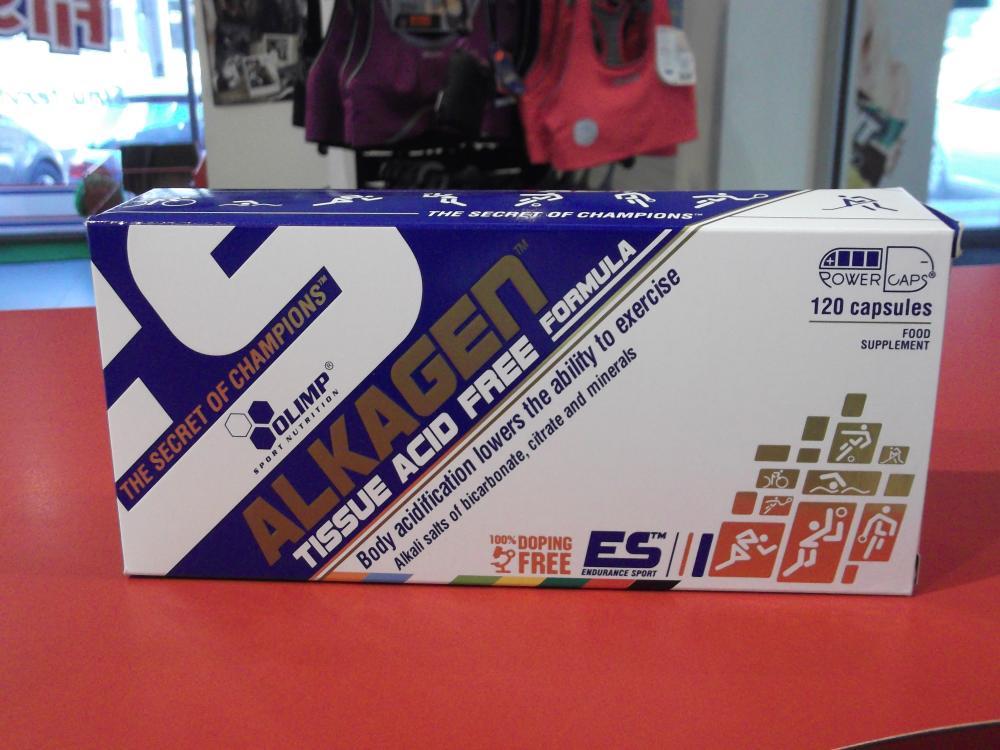 THE SECRET OF CHAMPIONS™
ES
THE SECRET OF CHAMPIONS™
OLIMP®
SPORT NUTRITION
ALKAGEN™
TISSUE ACID FREE FORMULA
Body acidification lowers the ability to exercise
Alkali salts of bicarbonate, citrate and minerals
POWER CAPS®
120 capsules
FOOD
SUPPLEMENT
100% DOPING
FREE
ES™
ENDURANCE SPORT